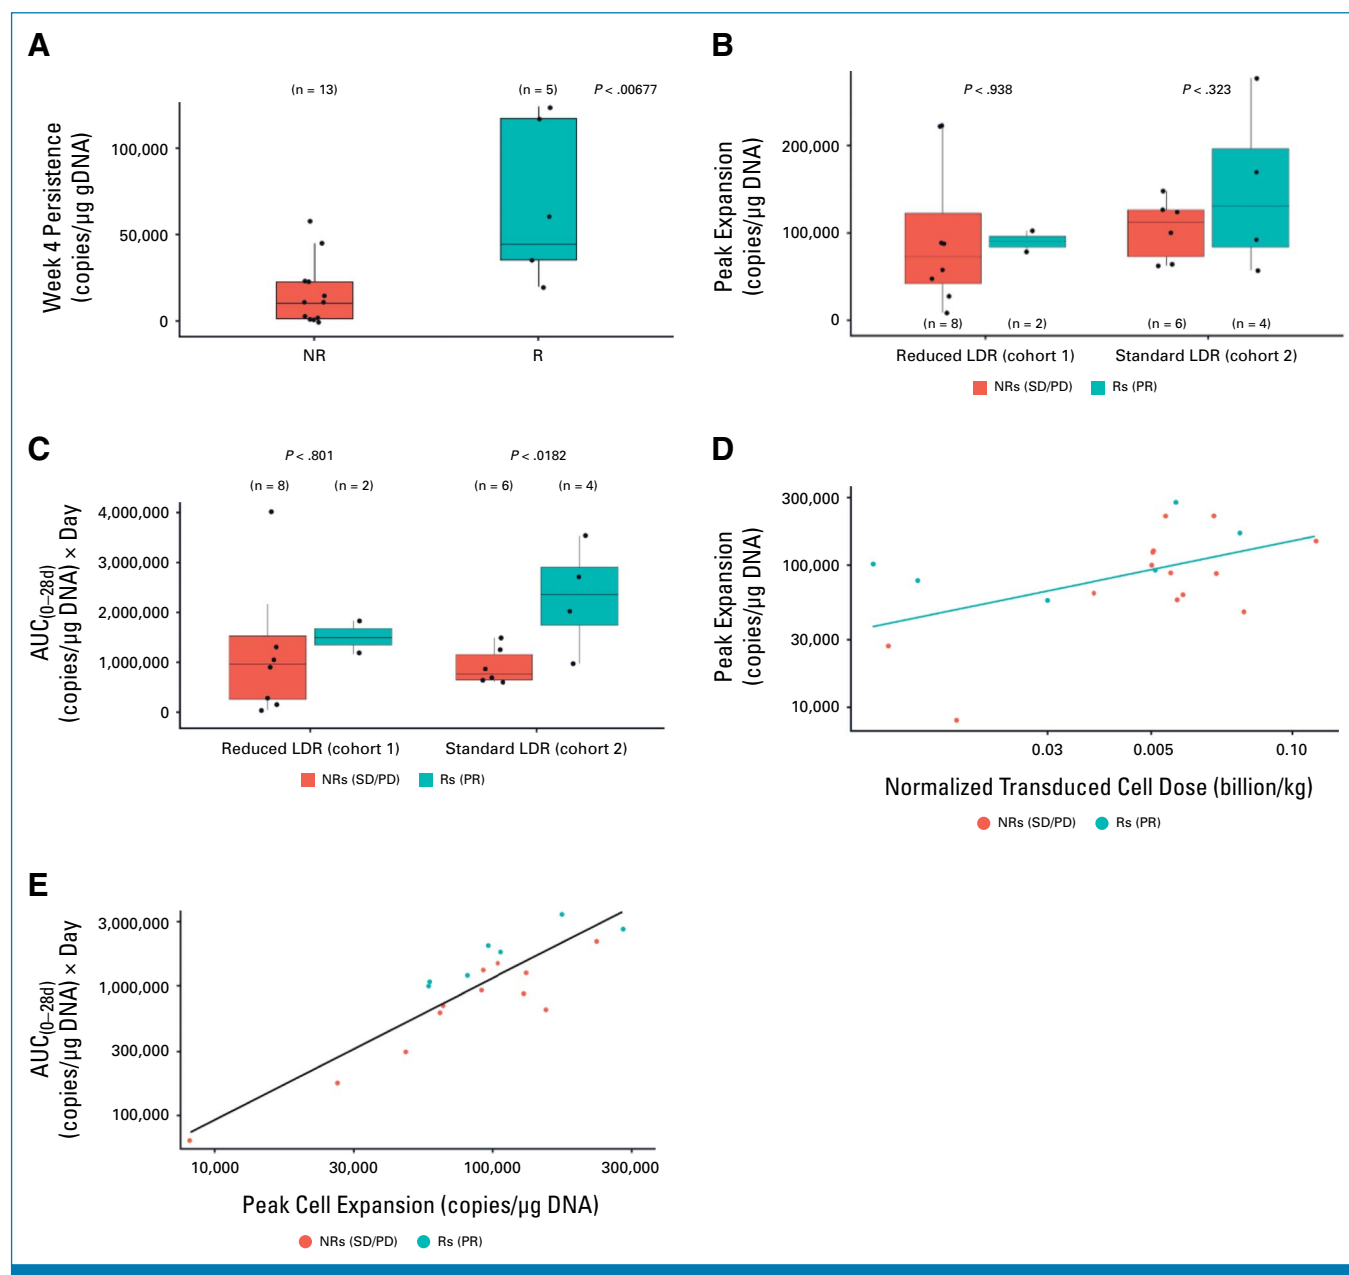 A
(n = 13)
(n = 5)
P < .00677
Week 4 Persistence
(copies/µg gDNA)
100,000
50,000
0
NR
R
B
P < .938
P < .323
Peak Expansion
(copies/µg DNA)
200,000
100,000
0
(n = 8)
(n = 2)
(n = 6)
(n = 4)
Reduced LDR (cohort 1)
Standard LDR (cohort 2)
NRs (SD/PD)
Rs (PR)
C
P < .801
P < .0182
(n = 8)
(n = 2)
(n = 6)
(n = 4)
AUC(0–28d)
(copies/µg DNA) × Day
4,000,000
3,000,000
2,000,000
1,000,000
0
Reduced LDR (cohort 1)
Standard LDR (cohort 2)
NRs (SD/PD)
Rs (PR)
D
Peak Expansion
(copies/µg DNA)
300,000
100,000
30,000
10,000
0.03
0.005
0.10
Normalized Transduced Cell Dose (billion/kg)
NRs (SD/PD)
Rs (PR)
E
AUC(0–28d)
(copies/µg DNA) × Day
3,000,000
1,000,000
300,000
100,000
10,000
30,000
100,000
300,000
Peak Cell Expansion (copies/µg DNA)
NRs (SD/PD)
Rs (PR)